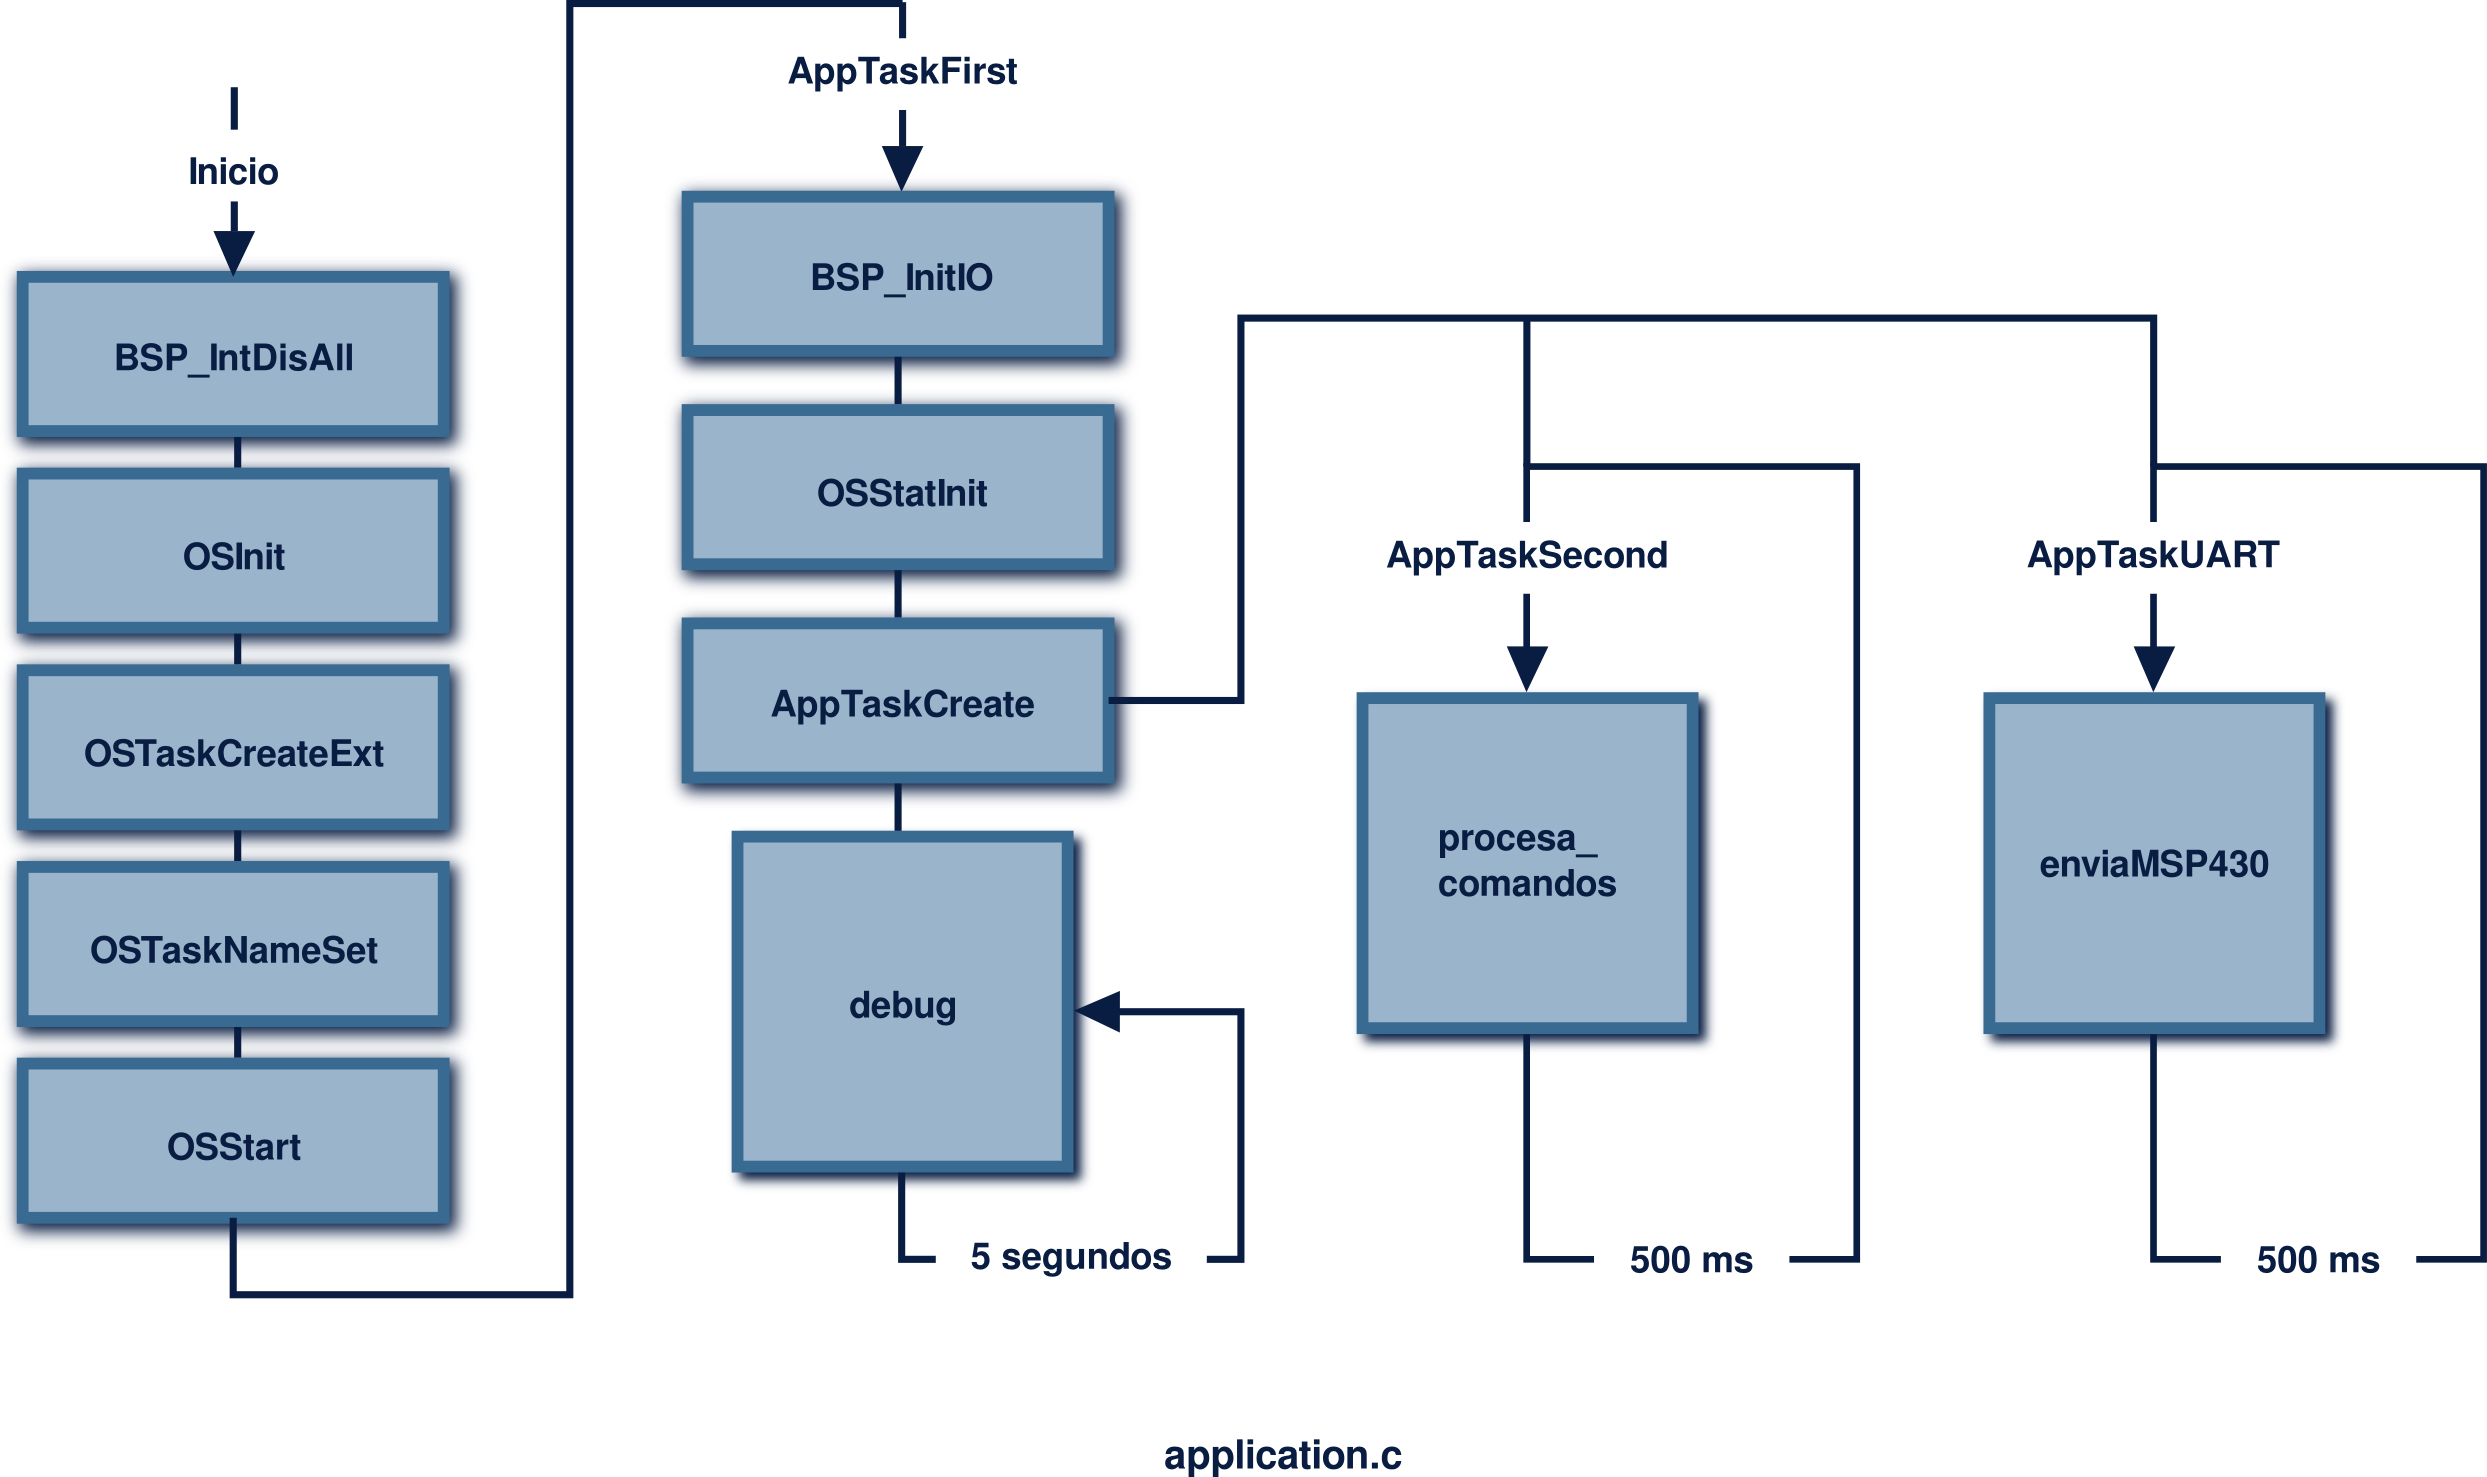 Inicio
BSP_IntDisAll
OSInit
OSTaskCreateExt
OSTaskNameSet
OSStart
AppTaskFirst
BSP_InitIO
OSStatInit
AppTaskCreate
debug
5 segundos
AppTaskSecond
procesa_
comandos
500 ms
AppTaskUART
enviaMSP430
500 ms
application.c